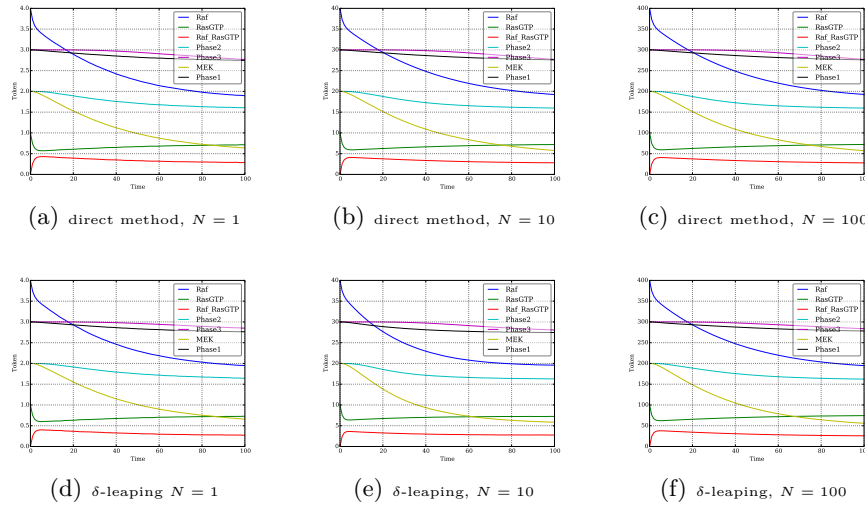 4.0
3.5
3.0
2.5
2.0
1.5
1.0
0.5
0.0
Token
0 20 40 60 80 100
Time
Raf
RasGTP
Raf_RasGTP
Phase2
Phase3
MEK
Phase1
(a) direct method, N = 1
40
35
30
25
20
15
10
5
0
Token
0 20 40 60 80 100
Time
Raf
RasGTP
Raf_RasGTP
Phase2
Phase3
MEK
Phase1
(b) direct method, N = 10
400
350
300
250
200
150
100
50
0
Token
0 20 40 60 80 100
Time
Raf
RasGTP
Raf_RasGTP
Phase2
Phase3
MEK
Phase1
(c) direct method, N = 100
4.0
3.5
3.0
2.5
2.0
1.5
1.0
0.5
0.0
Token
0 20 40 60 80 100
Time
Raf
RasGTP
Raf_RasGTP
Phase2
Phase3
MEK
Phase1
(d) δ-leaping N = 1
40
35
30
25
20
15
10
5
0
Token
0 20 40 60 80 100
Time
Raf
RasGTP
Raf_RasGTP
Phase2
Phase3
MEK
Phase1
(e) δ-leaping, N = 10
400
350
300
250
200
150
100
50
0
Token
0 20 40 60 80 100
Time
Raf
RasGTP
Raf_RasGTP
Phase2
Phase3
MEK
Phase1
(f) δ-leaping, N = 100